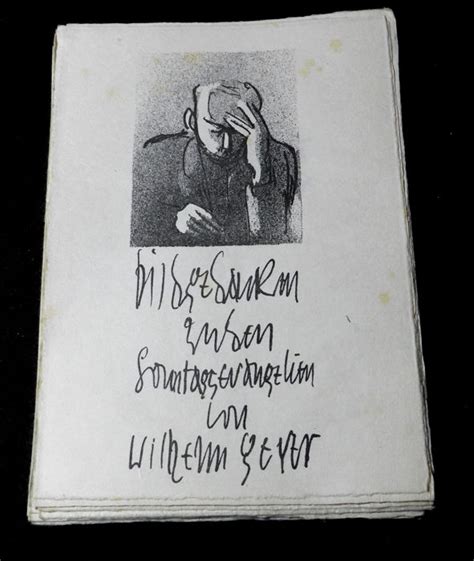 bildgedanken
zu den
sonntagsevangelien
von
wilhelm geyer